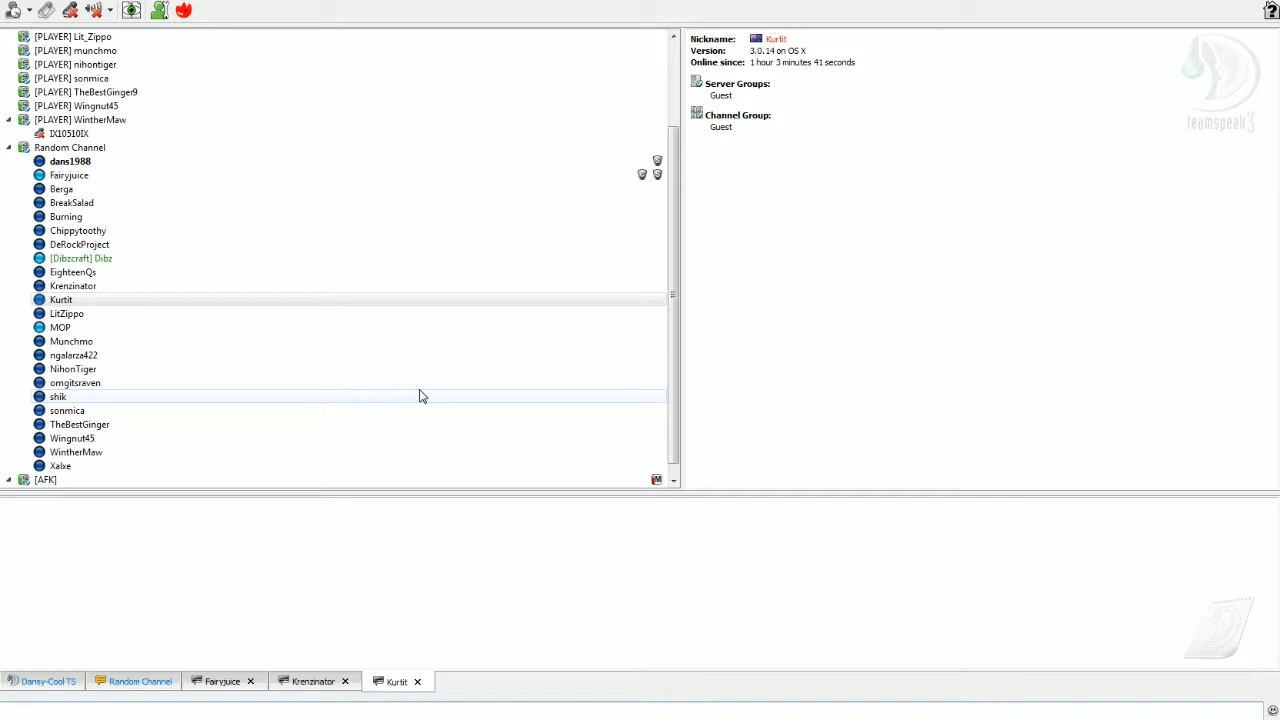 [PLAYER] Lit_Zippo
[PLAYER] munchmo
[PLAYER] nihontiger
[PLAYER] sonmica
[PLAYER] TheBestGinger9
[PLAYER] Wingnut45
[PLAYER] WintherMaw
IX10510IX
Random Channel
dans1988
Fairyjuice
Berga
BreakSalad
Burning
Chippytoothy
DeRockProject
[Dibzcraft] Dibz
EighteenQs
Krenzinator
Kurtit
LitZippo
MOP
Munchmo
ngalarza422
NihonTiger
omgitsraven
shik
sonmica
TheBestGinger
Wingnut45
WintherMaw
Xalxe
[AFK]
M
Nickname: Kurtit
Version: 3.0.14 on OS X
Online since: 1 hour 3 minutes 41 seconds
Server Groups:
Guest
Channel Group:
Guest
teamspeak3
Dansy-Cool TS
Random Channel
Fairyjuice
Krenzinator
Kurtit